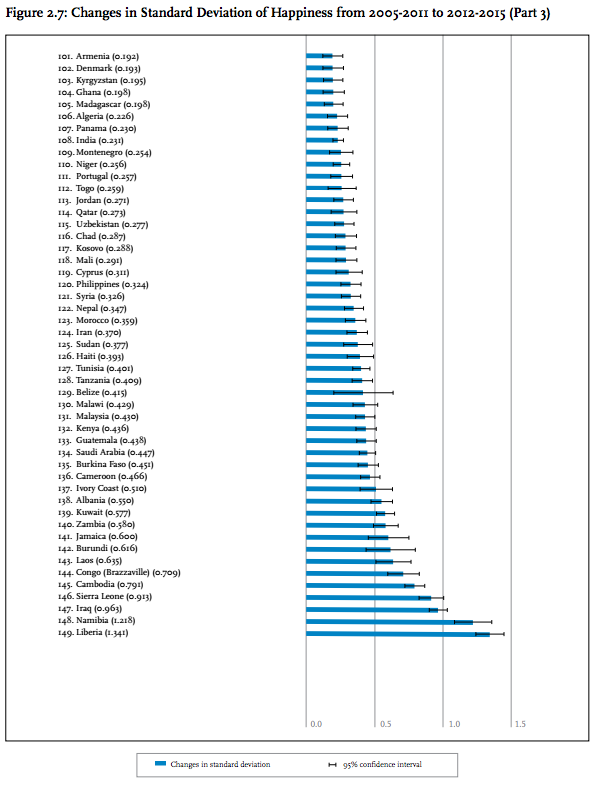 Figure 2.7: Changes in Standard Deviation of Happiness from 2005-2011 to 2012-2015 (Part 3)
101. Armenia (0.192)
102. Denmark (0.193)
103. Kyrgyzstan (0.195)
104. Ghana (0.198)
105. Madagascar (0.198)
106. Algeria (0.226)
107. Panama (0.230)
108. India (0.231)
109. Montenegro (0.254)
110. Niger (0.256)
111. Portugal (0.257)
112. Togo (0.259)
113. Jordan (0.271)
114. Qatar (0.273)
115. Uzbekistan (0.277)
116. Chad (0.287)
117. Kosovo (0.288)
118. Mali (0.291)
119. Cyprus (0.311)
120. Philippines (0.324)
121. Syria (0.326)
122. Nepal (0.347)
123. Morocco (0.359)
124. Iran (0.370)
125. Sudan (0.377)
126. Haiti (0.393)
127. Tunisia (0.401)
128. Tanzania (0.409)
129. Belize (0.415)
130. Malawi (0.429)
131. Malaysia (0.430)
132. Kenya (0.436)
133. Guatemala (0.438)
134. Saudi Arabia (0.447)
135. Burkina Faso (0.451)
136. Cameroon (0.466)
137. Ivory Coast (0.510)
138. Albania (0.550)
139. Kuwait (0.577)
140. Zambia (0.580)
141. Jamaica (0.600)
142. Burundi (0.616)
143. Laos (0.635)
144. Congo (Brazzaville) (0.709)
145. Cambodia (0.791)
146. Sierra Leone (0.913)
147. Iraq (0.963)
148. Namibia (1.218)
149. Liberia (1.341)
0.0 0.5 1.0 1.5
Changes in standard deviation 95% confidence interval